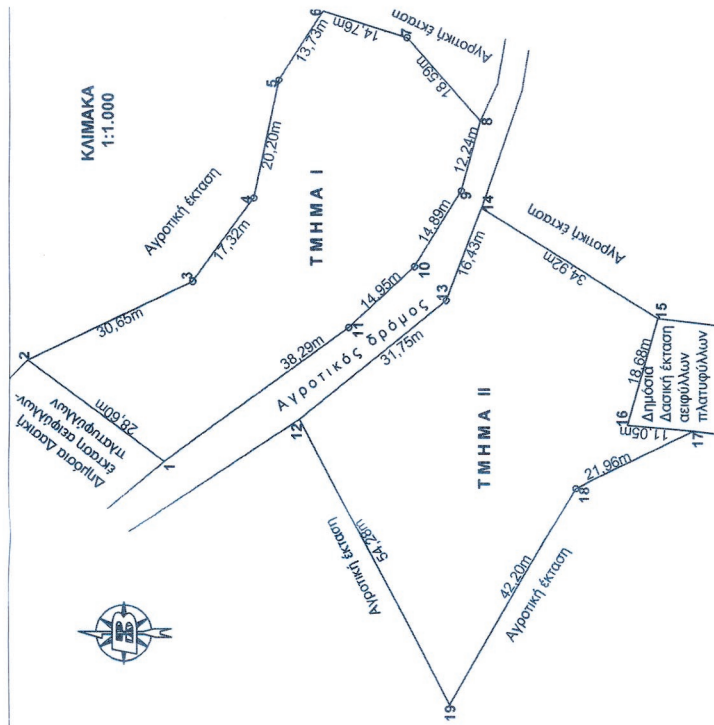 ΚΛΙΜΑΚΑ
1:1.000
Δημόσια Δασική
έκταση αειφύλλων-
πλατυφύλλων
2
28,60m
1
30,65m
3
Αγροτική έκταση
17,32m
4
20,20m
5
13,73m
6
14,76m
7
18,59m
Αγροτική έκταση
8
12,24m
9
14,89m
10
14,95m
11
38,29m
ΤΜΗΜΑ Ι
Αγροτικός δρόμος
12
31,75m
13
16,43m
14
34,92m
Αγροτική έκταση
15
18,68m
16
Δημόσια
Δασική έκταση
αειφύλλων
πλατυφύλλων
11,05m
17
21,96m
18
42,20m
Αγροτική έκταση
19
54,28m
Αγροτική έκταση
ΤΜΗΜΑ ΙΙ